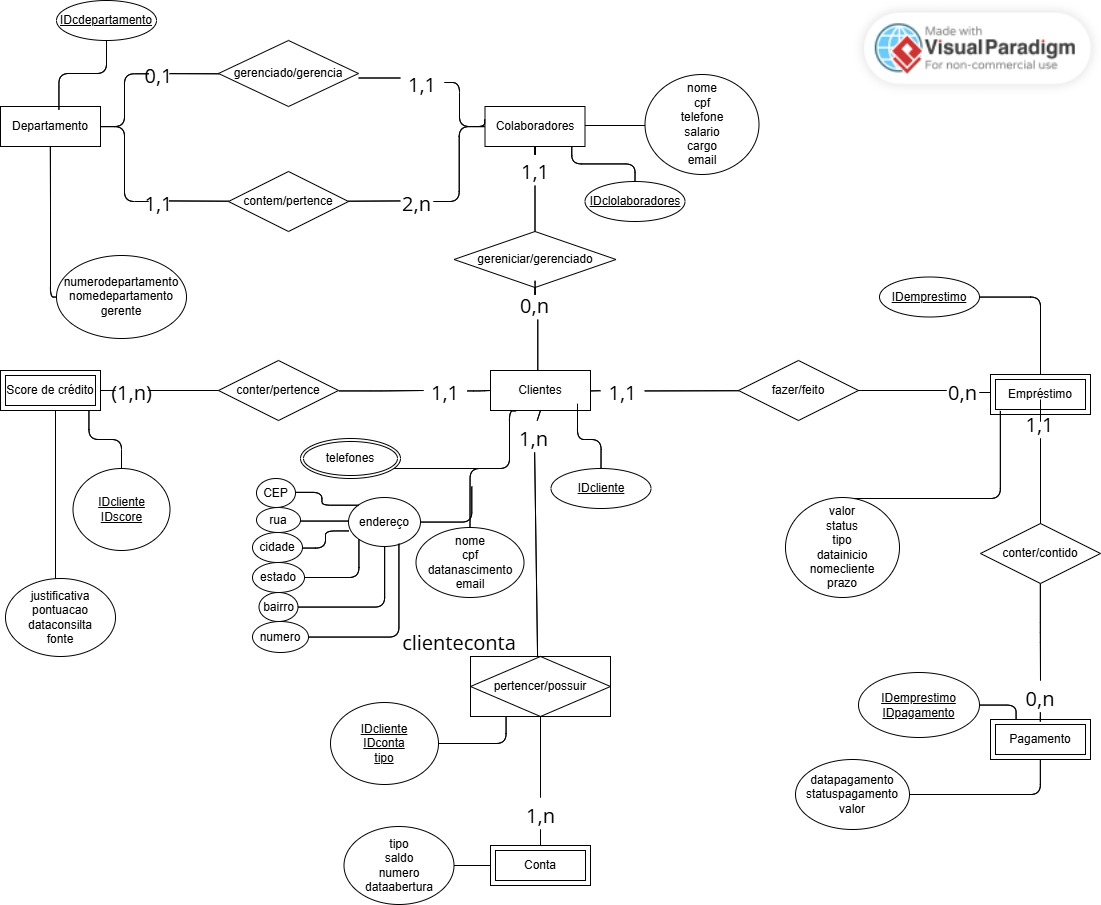 IDcdepartamento
Made with
VisualParadigm
For non-commercial use
0,1
gerenciado/gerencia
1,1
nome
cpf
telefone
salario
cargo
email
Departamento
Colaboradores
1,1
IDclolaboradores
1,1
contem/pertence
2,n
gereniciar/gerenciado
numerodepartamento
nomedepartamento
gerente
0,n
IDemprestimo
Score de crédito
(1,n)
conter/pertence
1,1
Clientes
1,1
fazer/feito
0,n
Empréstimo
1,1
1,n
telefones
IDcliente
IDcliente
IDscore
CEP
rua
cidade
estado
bairro
numero
endereço
nome
cpf
datanascimento
email
valor
status
tipo
datainicio
nomecliente
prazo
conter/contido
justificativa
pontuacao
dataconsilta
fonte
clienteconta
pertencer/possuir
IDcliente
IDconta
tipo
IDemprestimo
IDpagamento
0,n
Pagamento
datapagamento
statuspagamento
valor
1,n
tipo
saldo
numero
dataabertura
Conta